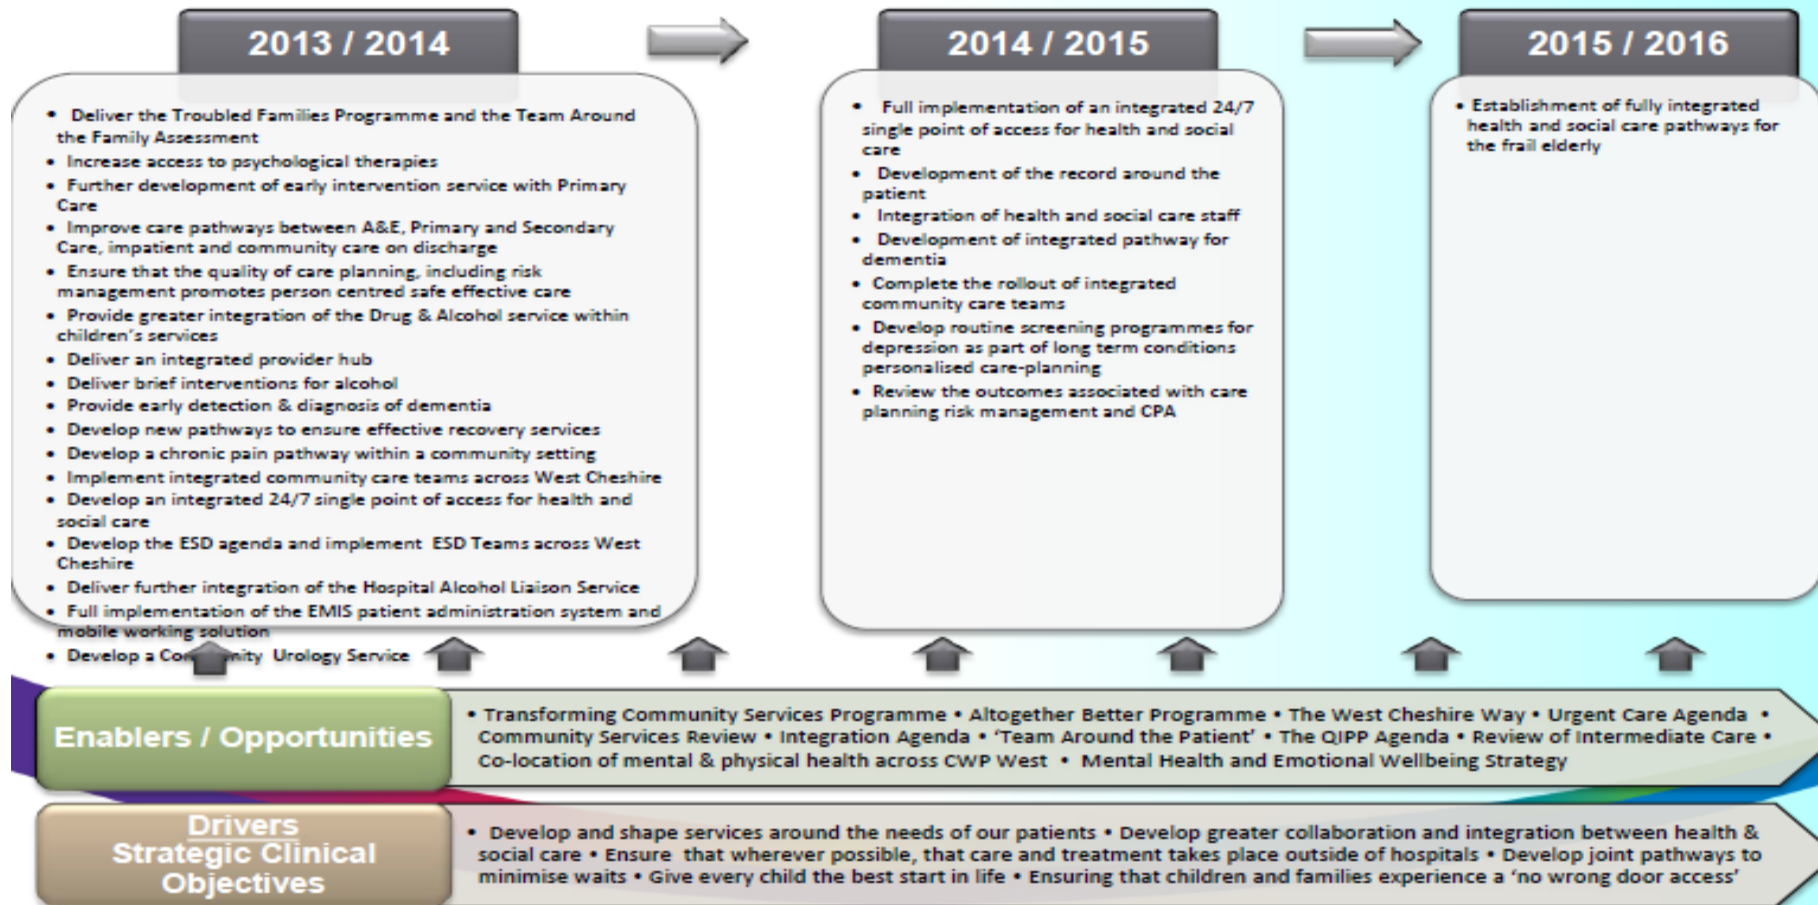 2013 / 2014
• Deliver the Troubled Families Programme and the Team Around
the Family Assessment
• Increase access to psychological therapies
• Further development of early intervention service with Primary
Care
• Improve care pathways between A&E, Primary and Secondary
Care, impatient and community care on discharge
• Ensure that the quality of care planning, including risk
management promotes person centred safe effective care
• Provide greater integration of the Drug & Alcohol service within
children's services
• Deliver an integrated provider hub
• Deliver brief interventions for alcohol
• Provide early detection & diagnosis of dementia
• Develop new pathways to ensure effective recovery services
• Develop a chronic pain pathway within a community setting
• Implement integrated community care teams across West Cheshire
• Develop an integrated 24/7 single point of access for health and
social care
• Develop the ESD agenda and implement ESD Teams across West
Cheshire
• Deliver further integration of the Hospital Alcohol Liaison Service
• Full implementation of the EMIS patient administration system and
mobile working solution
• Develop a Community Urology Service
2014 / 2015
• Full implementation of an integrated 24/7
single point of access for health and social
care
• Development of the record around the
patient
• Integration of health and social care staff
• Development of integrated pathway for
dementia
• Complete the rollout of integrated
community care teams
• Develop routine screening programmes for
depression as part of long term conditions
personalised care-planning
• Review the outcomes associated with care
planning risk management and CPA
2015 / 2016
• Establishment of fully integrated
health and social care pathways for
the frail elderly
Enablers / Opportunities
• Transforming Community Services Programme • Altogether Better Programme • The West Cheshire Way • Urgent Care Agenda •
Community Services Review • Integration Agenda • 'Team Around the Patient' • The QIPP Agenda • Review of Intermediate Care •
Co-location of mental & physical health across CWP West • Mental Health and Emotional Wellbeing Strategy
Drivers
Strategic Clinical
Objectives
• Develop and shape services around the needs of our patients • Develop greater collaboration and integration between health &
social care • Ensure that wherever possible, that care and treatment takes place outside of hospitals • Develop joint pathways to
minimise waits • Give every child the best start in life • Ensuring that children and families experience a 'no wrong door access'